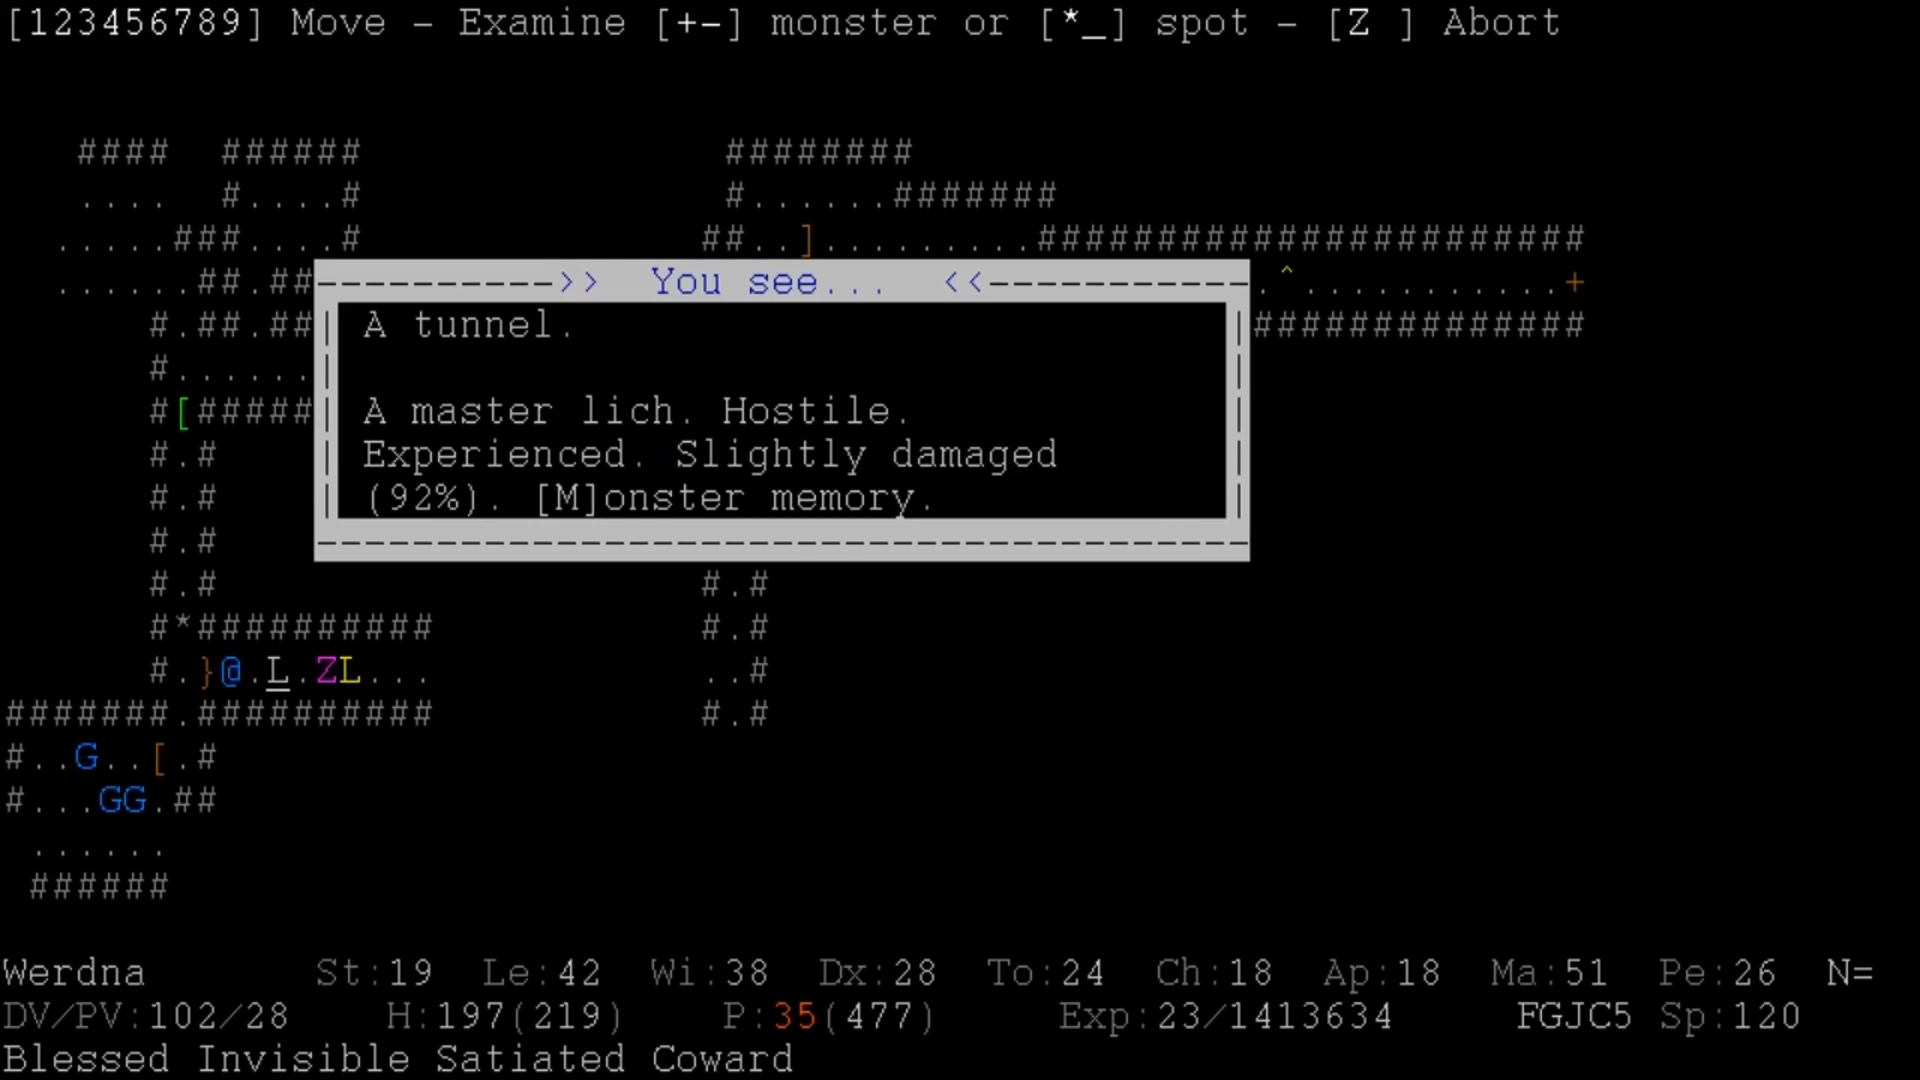 [123456789] Move - Examine [+-] monster or [*_] spot - [Z ] Abort
####  ######               ########
....  #....#               #......#######
.....###....#              ##..].........#######################
......##.## ---------->>  You see...  <<----------- .^...........+
#.##.## | A tunnel. | ##############
#......
#[##### | A master lich. Hostile.
#.# | Experienced. Slightly damaged
#.# | (92%). [M]onster memory.
#.# ---------------------------------------
#.#                    #.#
#*##########           #.#
#.}@.L.ZL...           ..#
#######.##########     #.#
#..G..[.#
#...GG.##
......
######
Werdna St:19 Le:42 Wi:38 Dx:28 To:24 Ch:18 Ap:18 Ma:51 Pe:26 N=
DV/PV:102/28 H:197(219) P:35(477) Exp:23/1413634 FGJC5 Sp:120
Blessed Invisible Satiated Coward